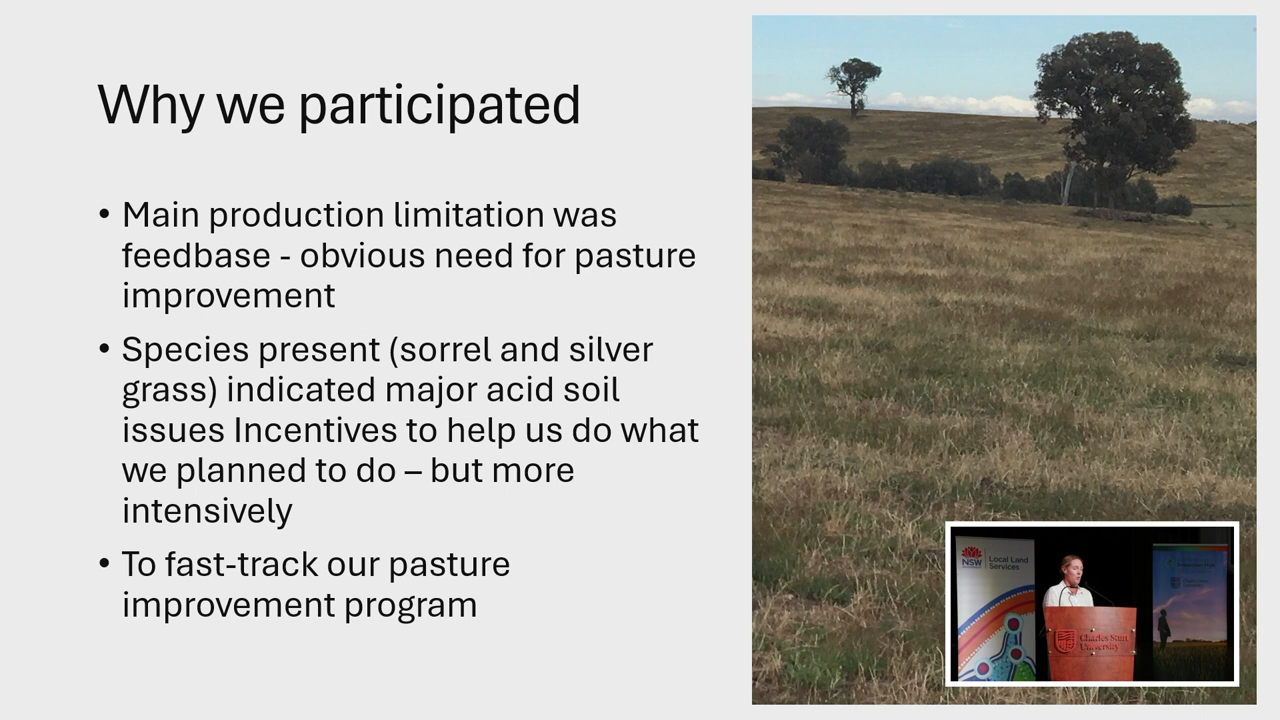 Why we participated
• Main production limitation was
feedbase - obvious need for pasture
improvement
• Species present (sorrel and silver
grass) indicated major acid soil
issues Incentives to help us do what
we planned to do – but more
intensively
• To fast-track our pasture
improvement program
NSW
Local Land
Services
Charles Sturt
University